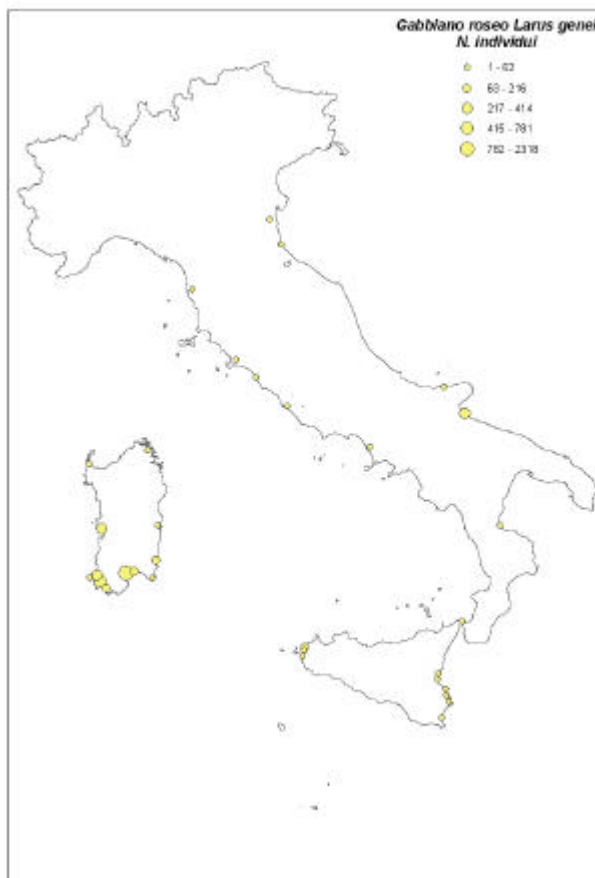 Gabbiano roseo Larus genei
N. individui
1 - 62
63 - 216
217 - 414
415 - 781
782 - 2318